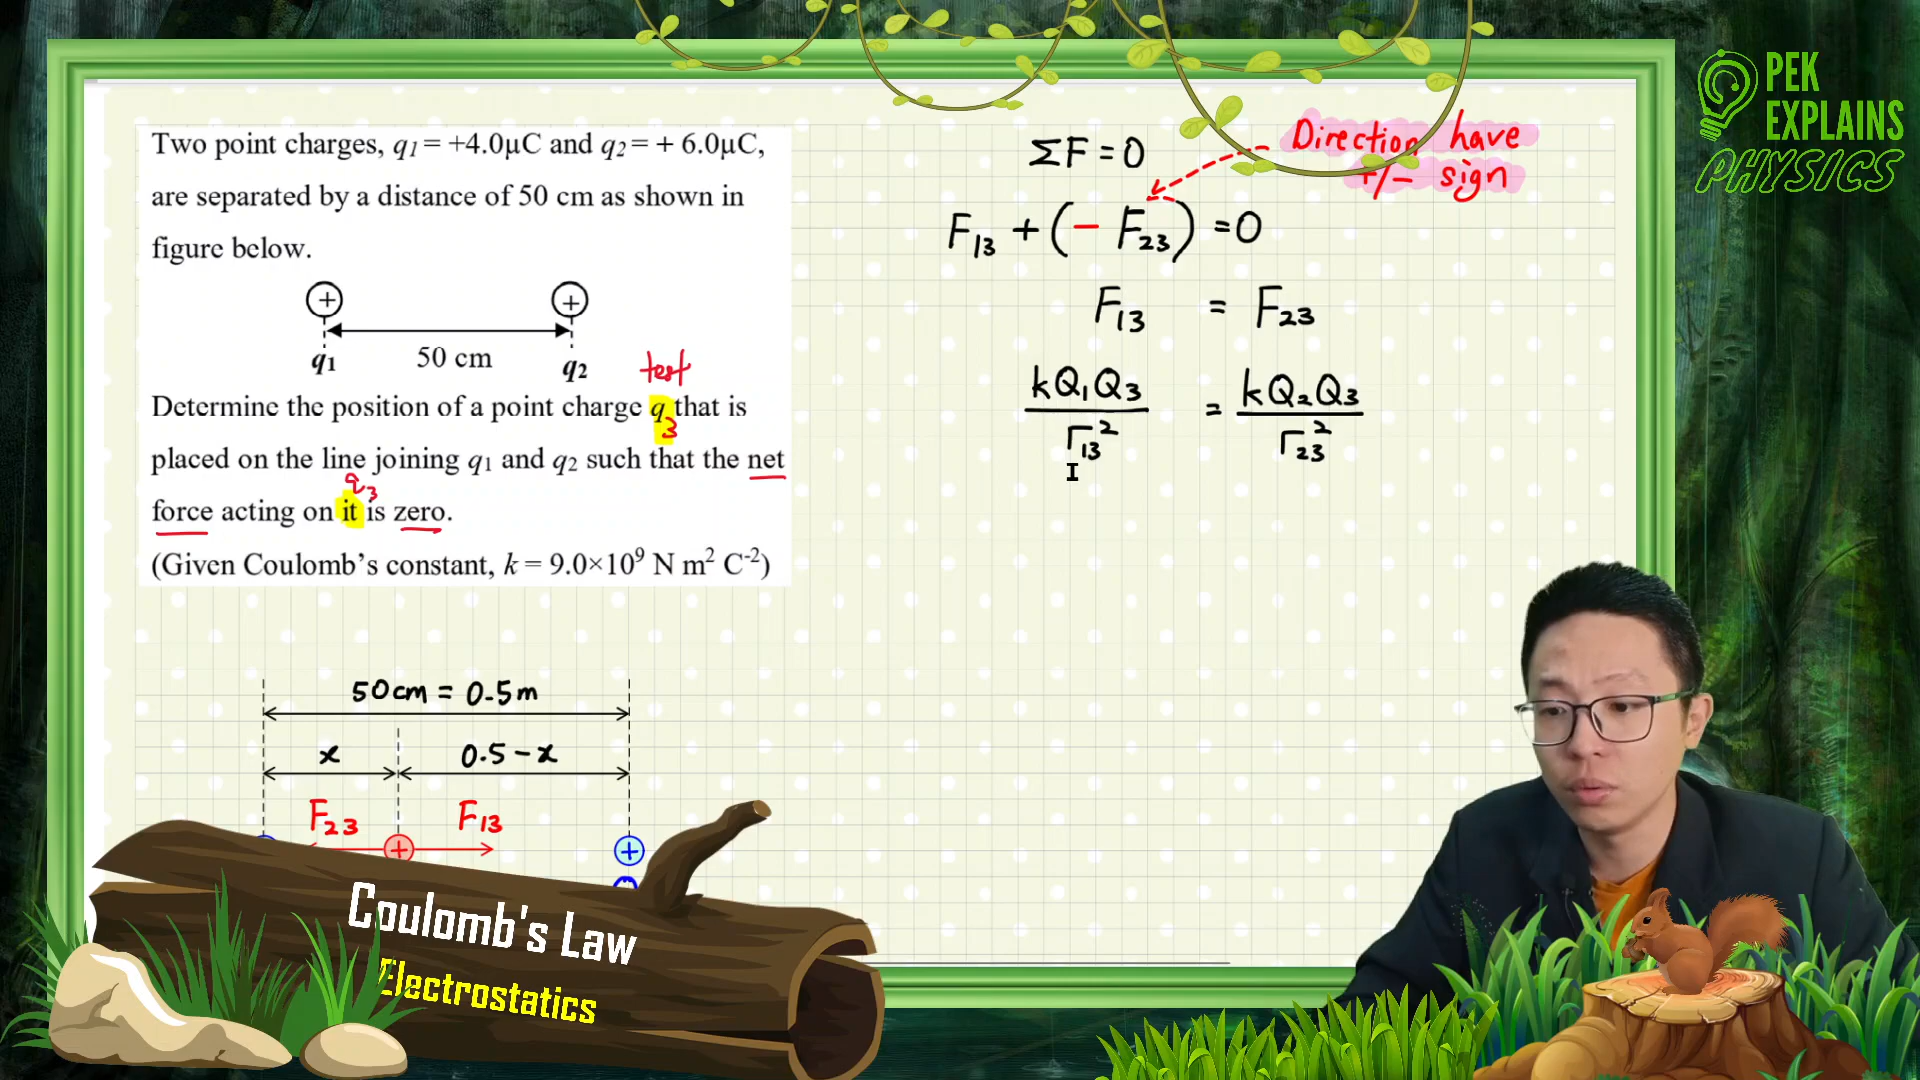 Two point charges, q1 = +4.0μC and q2 = + 6.0μC,
are separated by a distance of 50 cm as shown in
figure below.
+ +
50 cm
q1 q2
test
Determine the position of a point charge q3 that is
placed on the line joining q1 and q2 such that the net
q3
force acting on it is zero.
(Given Coulomb's constant, k = 9.0×10⁹ N m² C⁻²)
50cm = 0.5m
x 0.5 - x
F23 F13
+ +
ΣF = 0
Direction have
+/- sign
F13 + (- F23) = 0
F13 = F23
kQ1Q3/r13² = kQ2Q3/r23²
PEK
EXPLAINS
PHYSICS
Coulomb's Law
Electrostatics